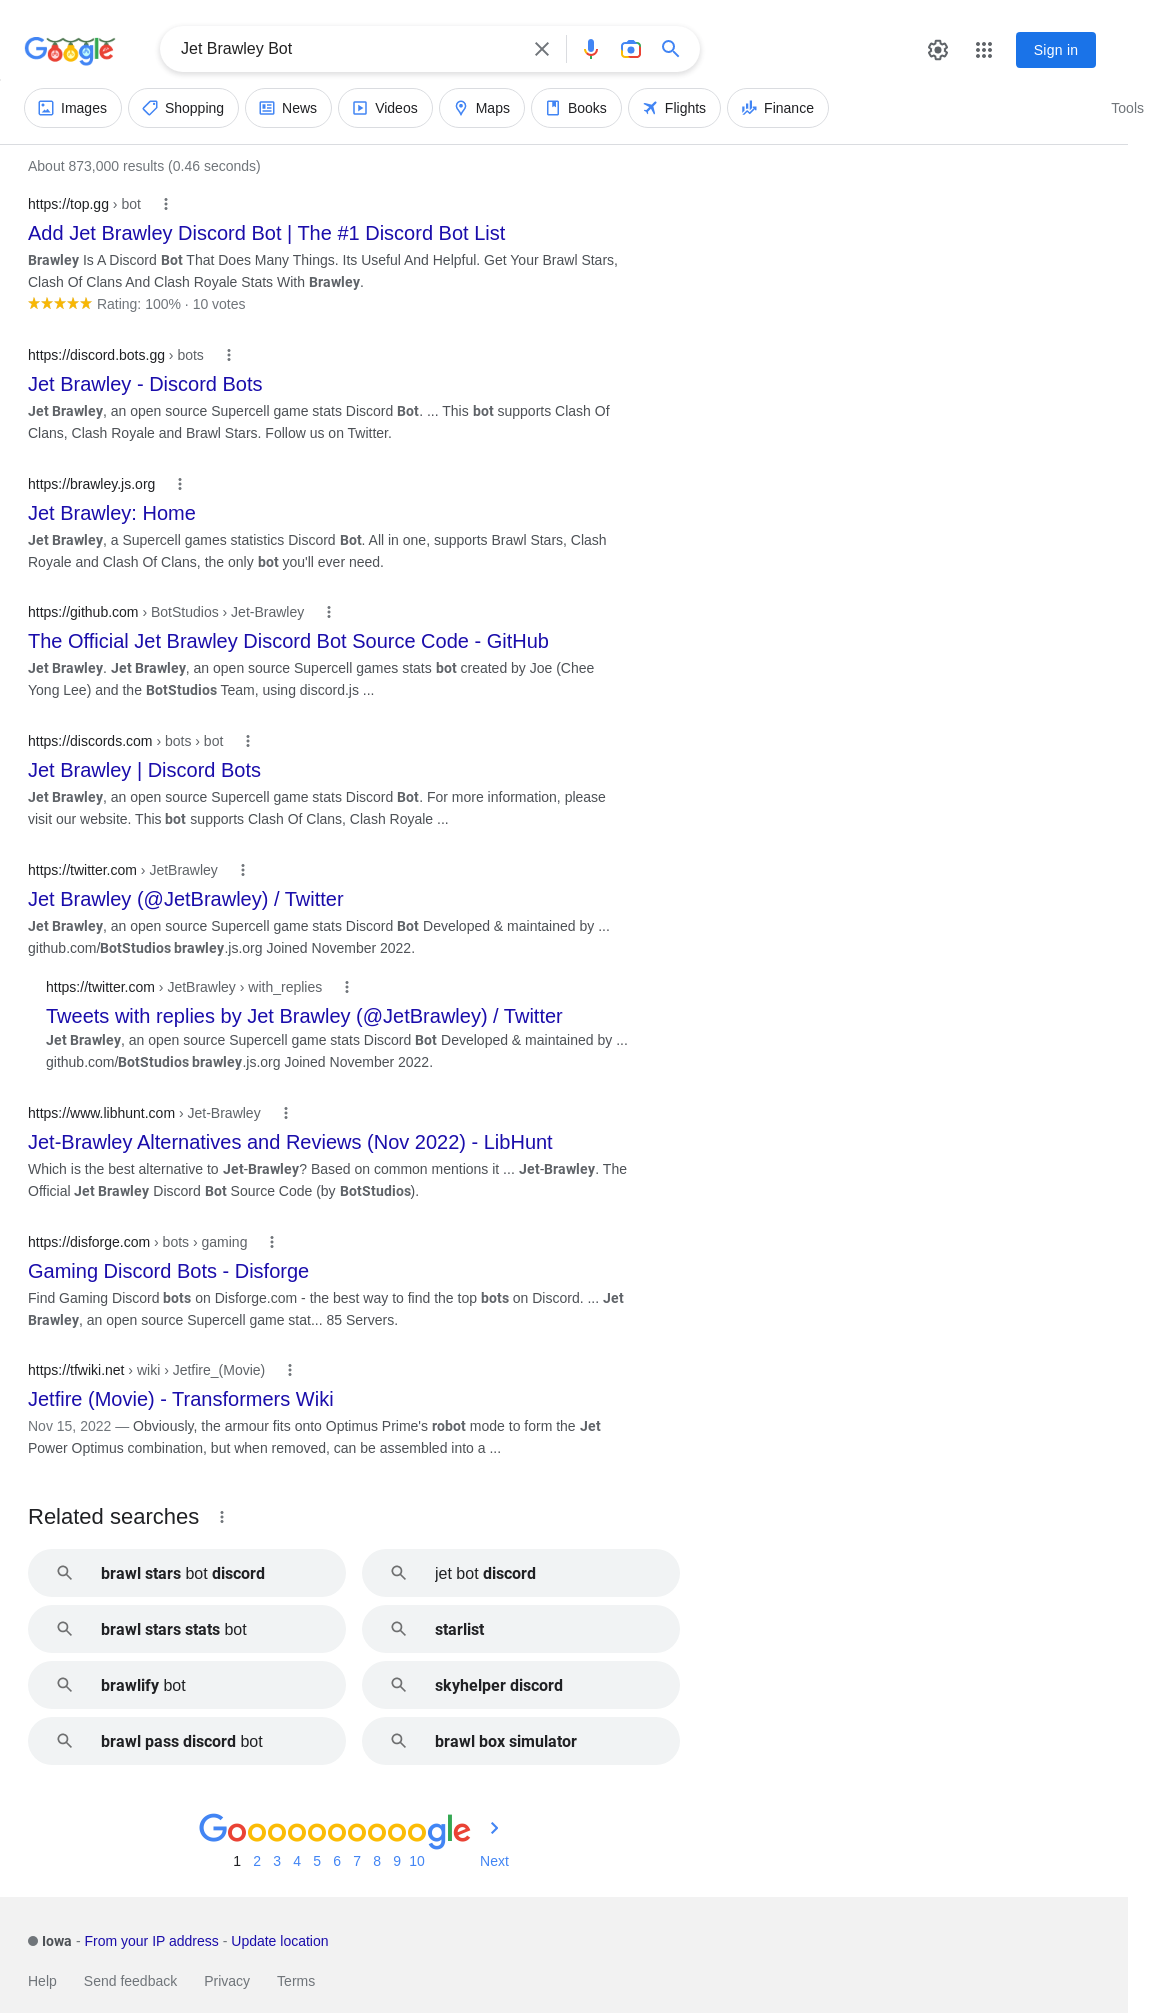 Google
Jet Brawley Bot
Sign in
Images Shopping News Videos Maps Books Flights Finance Tools
About 873,000 results (0.46 seconds)
https://top.gg › bot
Add Jet Brawley Discord Bot | The #1 Discord Bot List
Brawley Is A Discord Bot That Does Many Things. Its Useful And Helpful. Get Your Brawl Stars,
Clash Of Clans And Clash Royale Stats With Brawley.
Rating: 100% · 10 votes
https://discord.bots.gg › bots
Jet Brawley - Discord Bots
Jet Brawley, an open source Supercell game stats Discord Bot. ... This bot supports Clash Of
Clans, Clash Royale and Brawl Stars. Follow us on Twitter.
https://brawley.js.org
Jet Brawley: Home
Jet Brawley, a Supercell games statistics Discord Bot. All in one, supports Brawl Stars, Clash
Royale and Clash Of Clans, the only bot you'll ever need.
https://github.com › BotStudios › Jet-Brawley
The Official Jet Brawley Discord Bot Source Code - GitHub
Jet Brawley. Jet Brawley, an open source Supercell games stats bot created by Joe (Chee
Yong Lee) and the BotStudios Team, using discord.js ...
https://discords.com › bots › bot
Jet Brawley | Discord Bots
Jet Brawley, an open source Supercell game stats Discord Bot. For more information, please
visit our website. This bot supports Clash Of Clans, Clash Royale ...
https://twitter.com › JetBrawley
Jet Brawley (@JetBrawley) / Twitter
Jet Brawley, an open source Supercell game stats Discord Bot Developed & maintained by ...
github.com/BotStudios brawley.js.org Joined November 2022.
https://twitter.com › JetBrawley › with_replies
Tweets with replies by Jet Brawley (@JetBrawley) / Twitter
Jet Brawley, an open source Supercell game stats Discord Bot Developed & maintained by ...
github.com/BotStudios brawley.js.org Joined November 2022.
https://www.libhunt.com › Jet-Brawley
Jet-Brawley Alternatives and Reviews (Nov 2022) - LibHunt
Which is the best alternative to Jet-Brawley? Based on common mentions it ... Jet-Brawley. The
Official Jet Brawley Discord Bot Source Code (by BotStudios).
https://disforge.com › bots › gaming
Gaming Discord Bots - Disforge
Find Gaming Discord bots on Disforge.com - the best way to find the top bots on Discord. ... Jet
Brawley, an open source Supercell game stat... 85 Servers.
https://tfwiki.net › wiki › Jetfire_(Movie)
Jetfire (Movie) - Transformers Wiki
Nov 15, 2022 — Obviously, the armour fits onto Optimus Prime's robot mode to form the Jet
Power Optimus combination, but when removed, can be assembled into a ...
Related searches
brawl stars bot discord
jet bot discord
brawl stars stats bot
starlist
brawlify bot
skyhelper discord
brawl pass discord bot
brawl box simulator
Goooooooooogle
1 2 3 4 5 6 7 8 9 10 Next
Iowa - From your IP address - Update location
Help Send feedback Privacy Terms